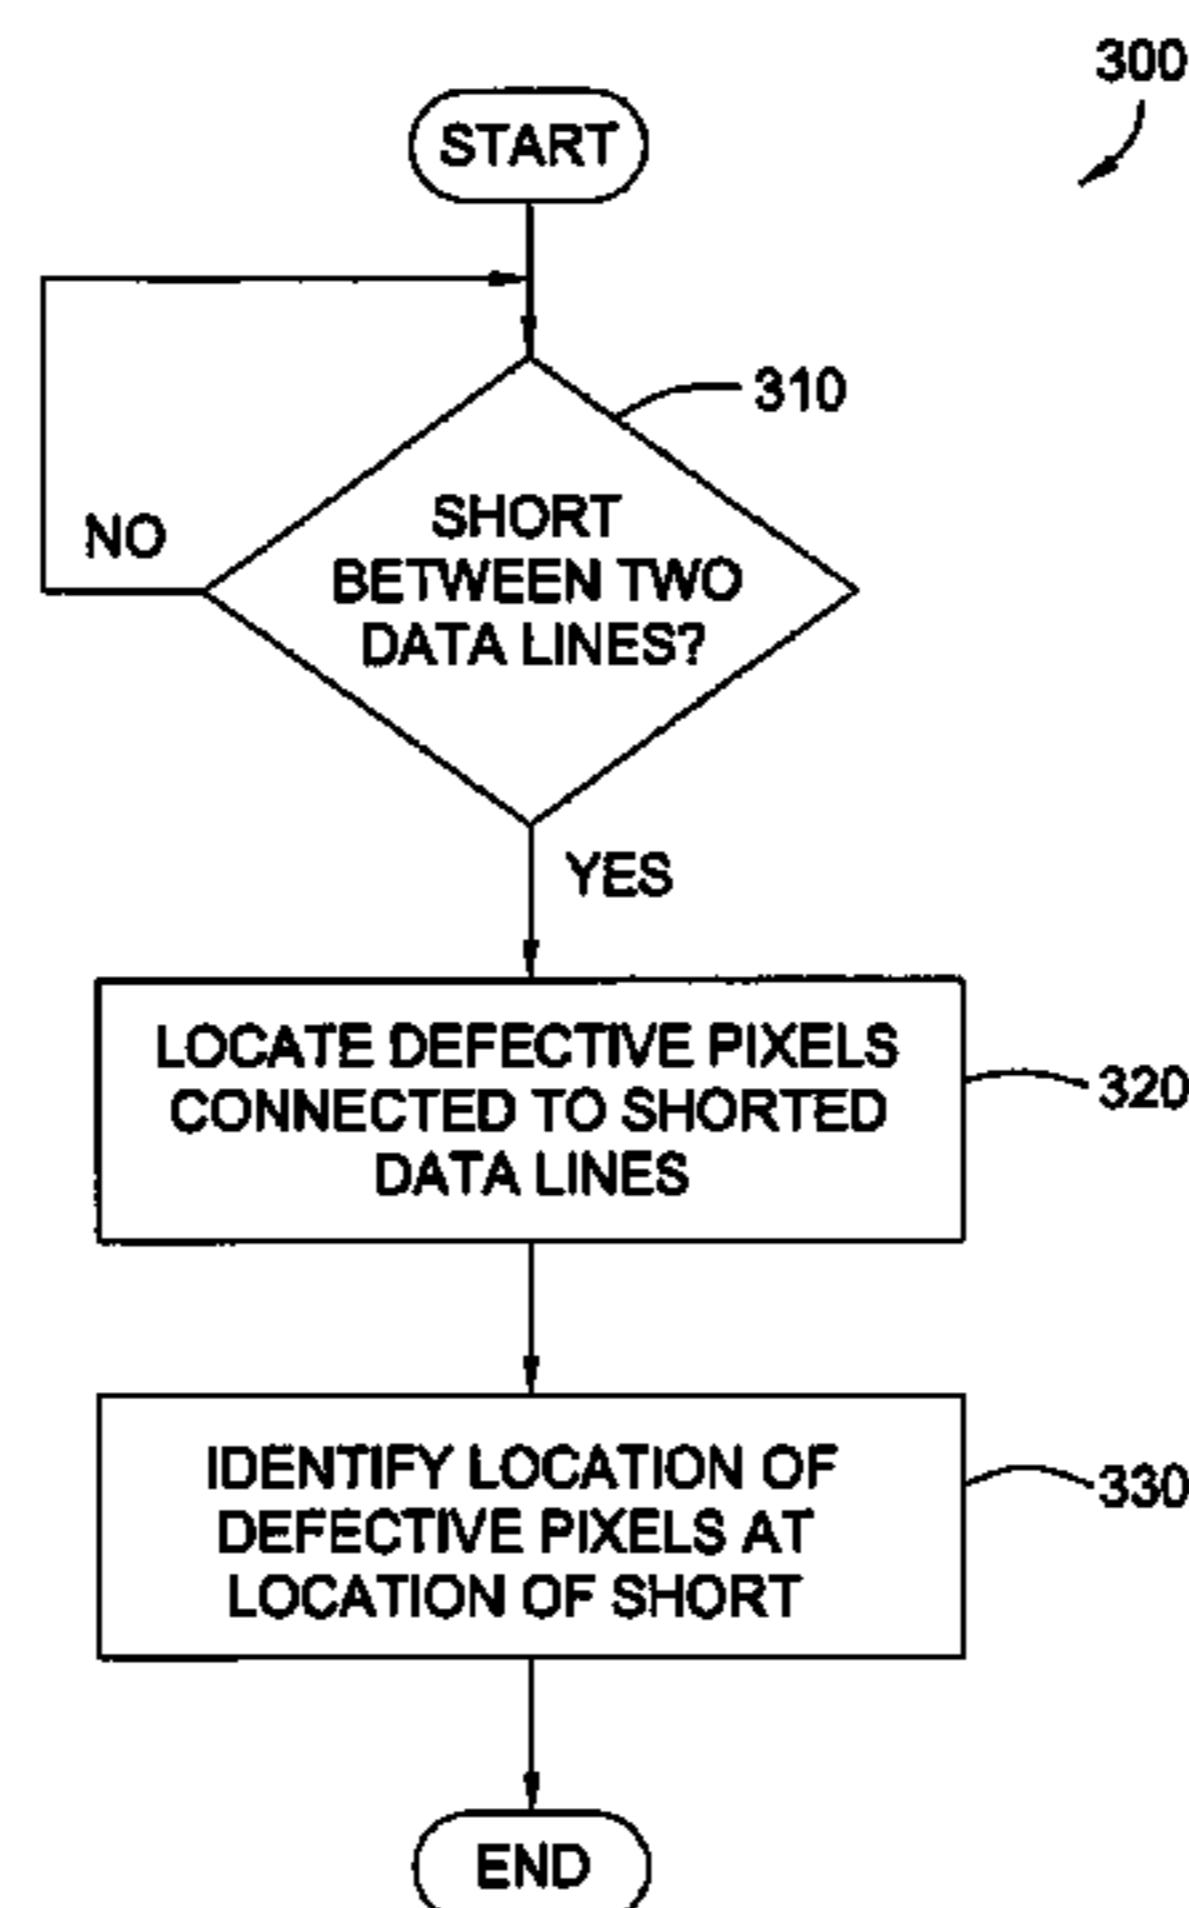 300
START
310
SHORT
BETWEEN TWO
DATA LINES?
NO
YES
LOCATE DEFECTIVE PIXELS
CONNECTED TO SHORTED
DATA LINES
320
IDENTIFY LOCATION OF
DEFECTIVE PIXELS AT
LOCATION OF SHORT
330
END